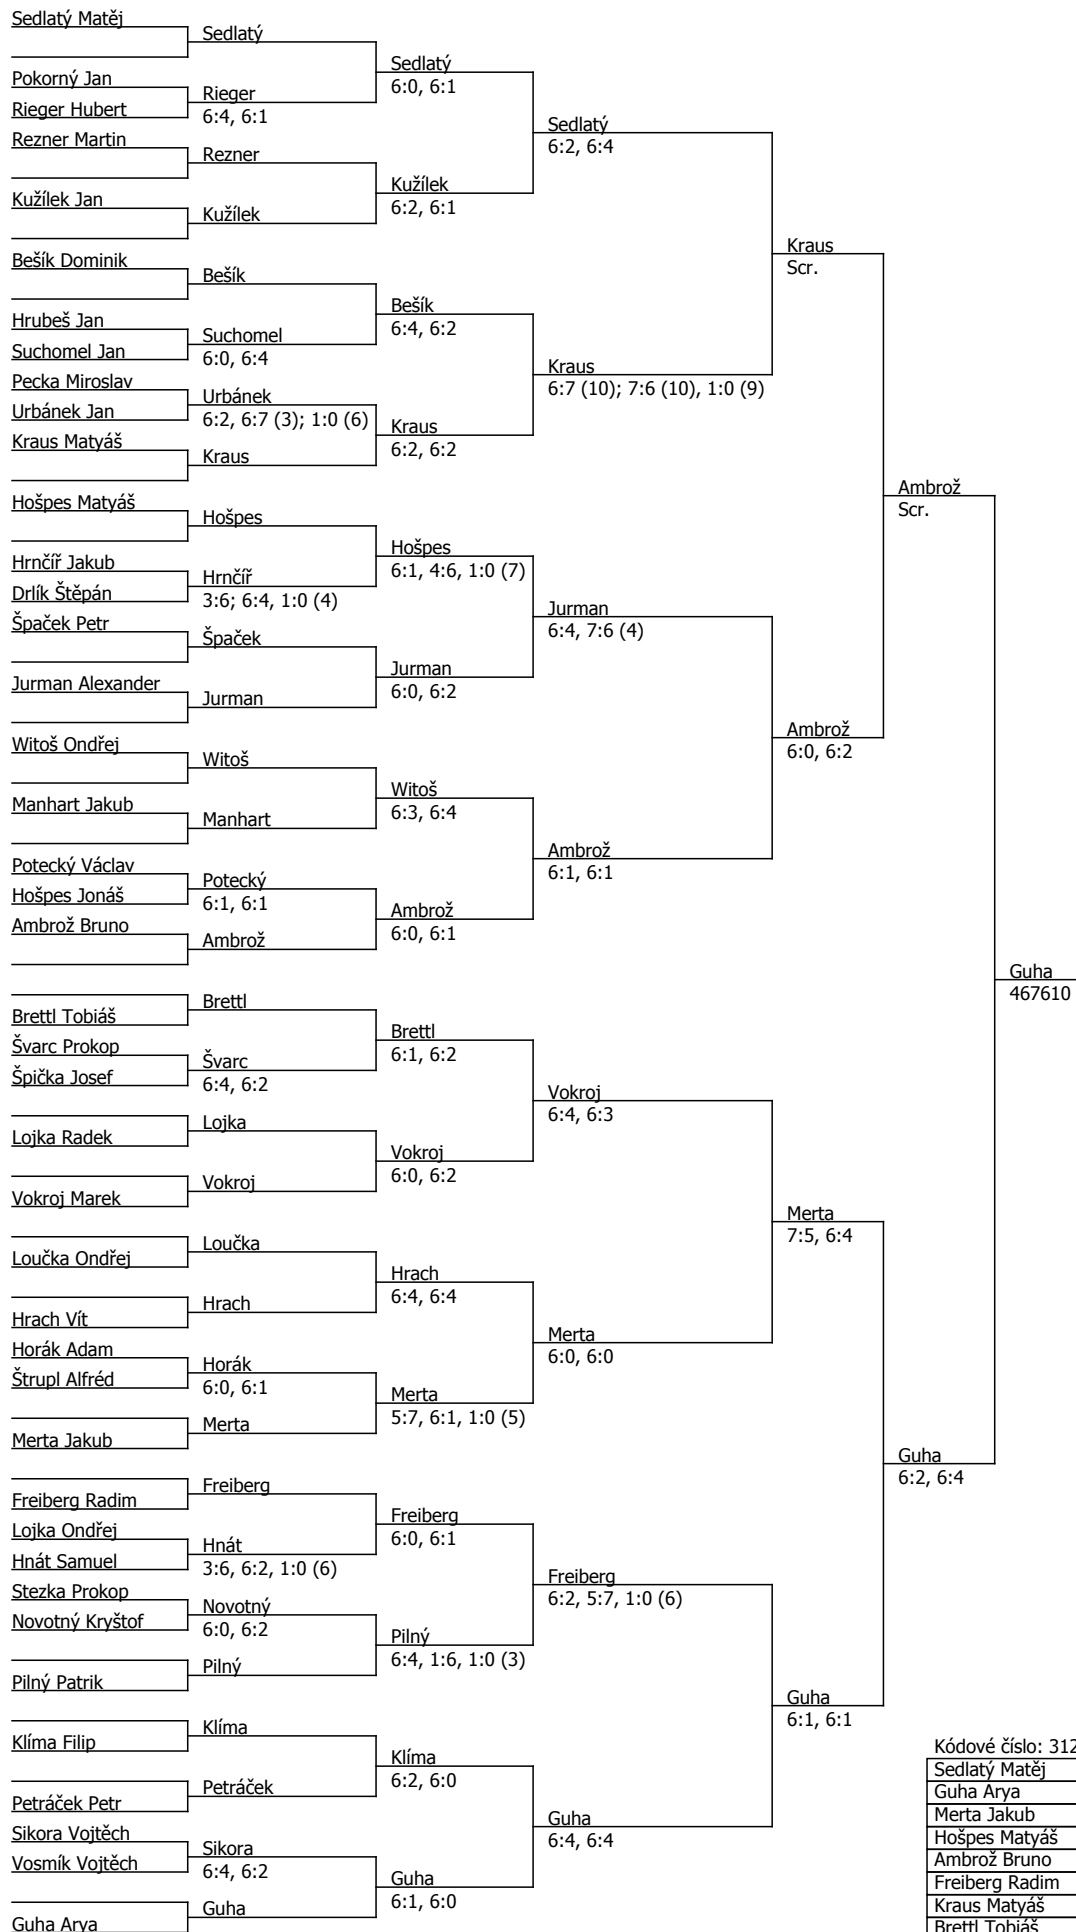 Sedlatý Matěj
Pokorný Jan
Rieger Hubert
Rezner Martin
Kužílek Jan
Bešík Dominik
Hrubeš Jan
Suchomel Jan
Pecka Miroslav
Urbánek Jan
Kraus Matyáš
Hošpes Matyáš
Hrnčíř Jakub
Drlík Štěpán
Špaček Petr
Jurman Alexander
Witoš Ondřej
Manhart Jakub
Potecký Václav
Hošpes Jonáš
Ambrož Bruno
Brettl Tobiáš
Švarc Prokop
Špička Josef
Lojka Radek
Vokroj Marek
Loučka Ondřej
Hrach Vít
Horák Adam
Štrupl Alfréd
Merta Jakub
Freiberg Radim
Lojka Ondřej
Hnát Samuel
Stezka Prokop
Novotný Kryštof
Pilný Patrik
Klíma Filip
Petráček Petr
Sikora Vojtěch
Vosmík Vojtěch
Guha Arya
Sedlatý
Rieger
6:4, 6:1
Rezner
Kužílek
Bešík
Suchomel
6:0, 6:4
Urbánek
6:2, 6:7 (3); 1:0 (6)
Kraus
Hošpes
Hrnčíř
3:6; 6:4, 1:0 (4)
Špaček
Jurman
Witoš
Manhart
Potecký
6:1, 6:1
Ambrož
Brettl
Švarc
6:4, 6:2
Lojka
Vokroj
Loučka
Hrach
Horák
6:0, 6:1
Merta
Freiberg
Hnát
3:6, 6:2, 1:0 (6)
Novotný
6:0, 6:2
Pilný
Klíma
Petráček
Sikora
6:4, 6:2
Guha
Sedlatý
6:0, 6:1
Kužílek
6:2, 6:1
Bešík
6:4, 6:2
Kraus
6:2, 6:2
Hošpes
6:1, 4:6, 1:0 (7)
Jurman
6:0, 6:2
Witoš
6:3, 6:4
Ambrož
6:0, 6:1
Brettl
6:1, 6:2
Vokroj
6:0, 6:2
Hrach
6:4, 6:4
Merta
5:7, 6:1, 1:0 (5)
Freiberg
6:0, 6:1
Pilný
6:4, 1:6, 1:0 (3)
Klíma
6:2, 6:0
Guha
6:1, 6:0
Sedlatý
6:2, 6:4
Kraus
6:7 (10); 7:6 (10), 1:0 (9)
Jurman
6:4, 7:6 (4)
Ambrož
6:1, 6:1
Vokroj
6:4, 6:3
Merta
6:0, 6:0
Freiberg
6:2, 5:7, 1:0 (6)
Guha
6:4, 6:4
Kraus
Scr.
Ambrož
6:0, 6:2
Merta
7:5, 6:4
Guha
6:1, 6:1
Ambrož
Scr.
Guha
6:2, 6:4
Guha
467610
Kódové číslo: 312
Sedlatý Matěj
Guha Arya
Merta Jakub
Hošpes Matyáš
Ambrož Bruno
Freiberg Radim
Kraus Matyáš
Brettl Tobiáš